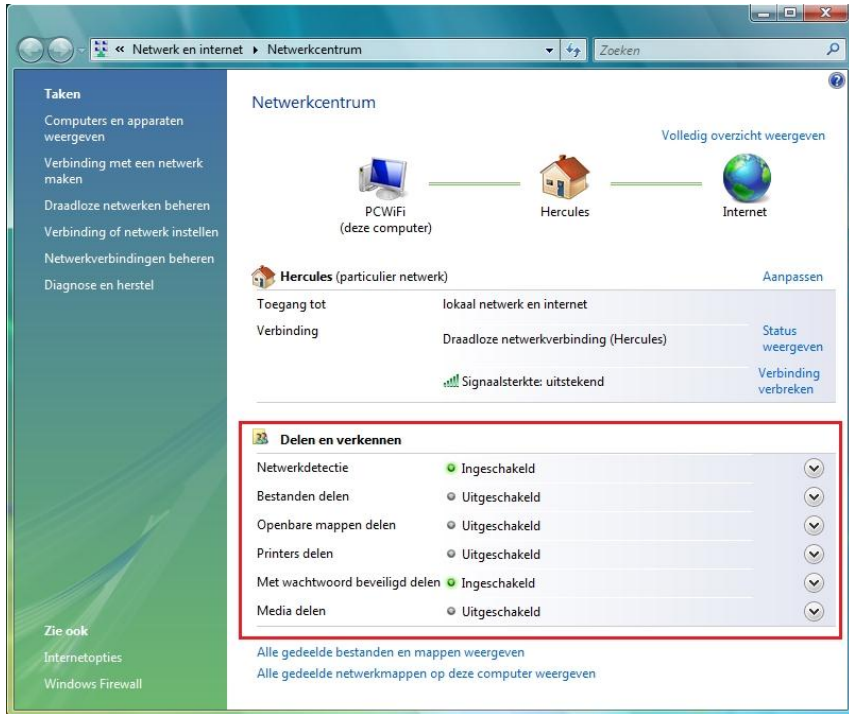 « Netwerk en internet ▸ Netwerkcentrum
Zoeken
Taken
Computers en apparaten
weergeven
Verbinding met een netwerk
maken
Draadloze netwerken beheren
Verbinding of netwerk instellen
Netwerkverbindingen beheren
Diagnose en herstel
Zie ook
Internetopties
Windows Firewall
Netwerkcentrum
Volledig overzicht weergeven
PCWiFi
(deze computer)
Hercules
Internet
Hercules (particulier netwerk) Aanpassen
Toegang tot lokaal netwerk en internet
Verbinding Draadloze netwerkverbinding (Hercules) Status
weergeven
Signaalsterkte: uitstekend Verbinding
verbreken
Delen en verkennen
Netwerkdetectie Ingeschakeld
Bestanden delen Uitgeschakeld
Openbare mappen delen Uitgeschakeld
Printers delen Uitgeschakeld
Met wachtwoord beveiligd delen Ingeschakeld
Media delen Uitgeschakeld
Alle gedeelde bestanden en mappen weergeven
Alle gedeelde netwerkmappen op deze computer weergeven